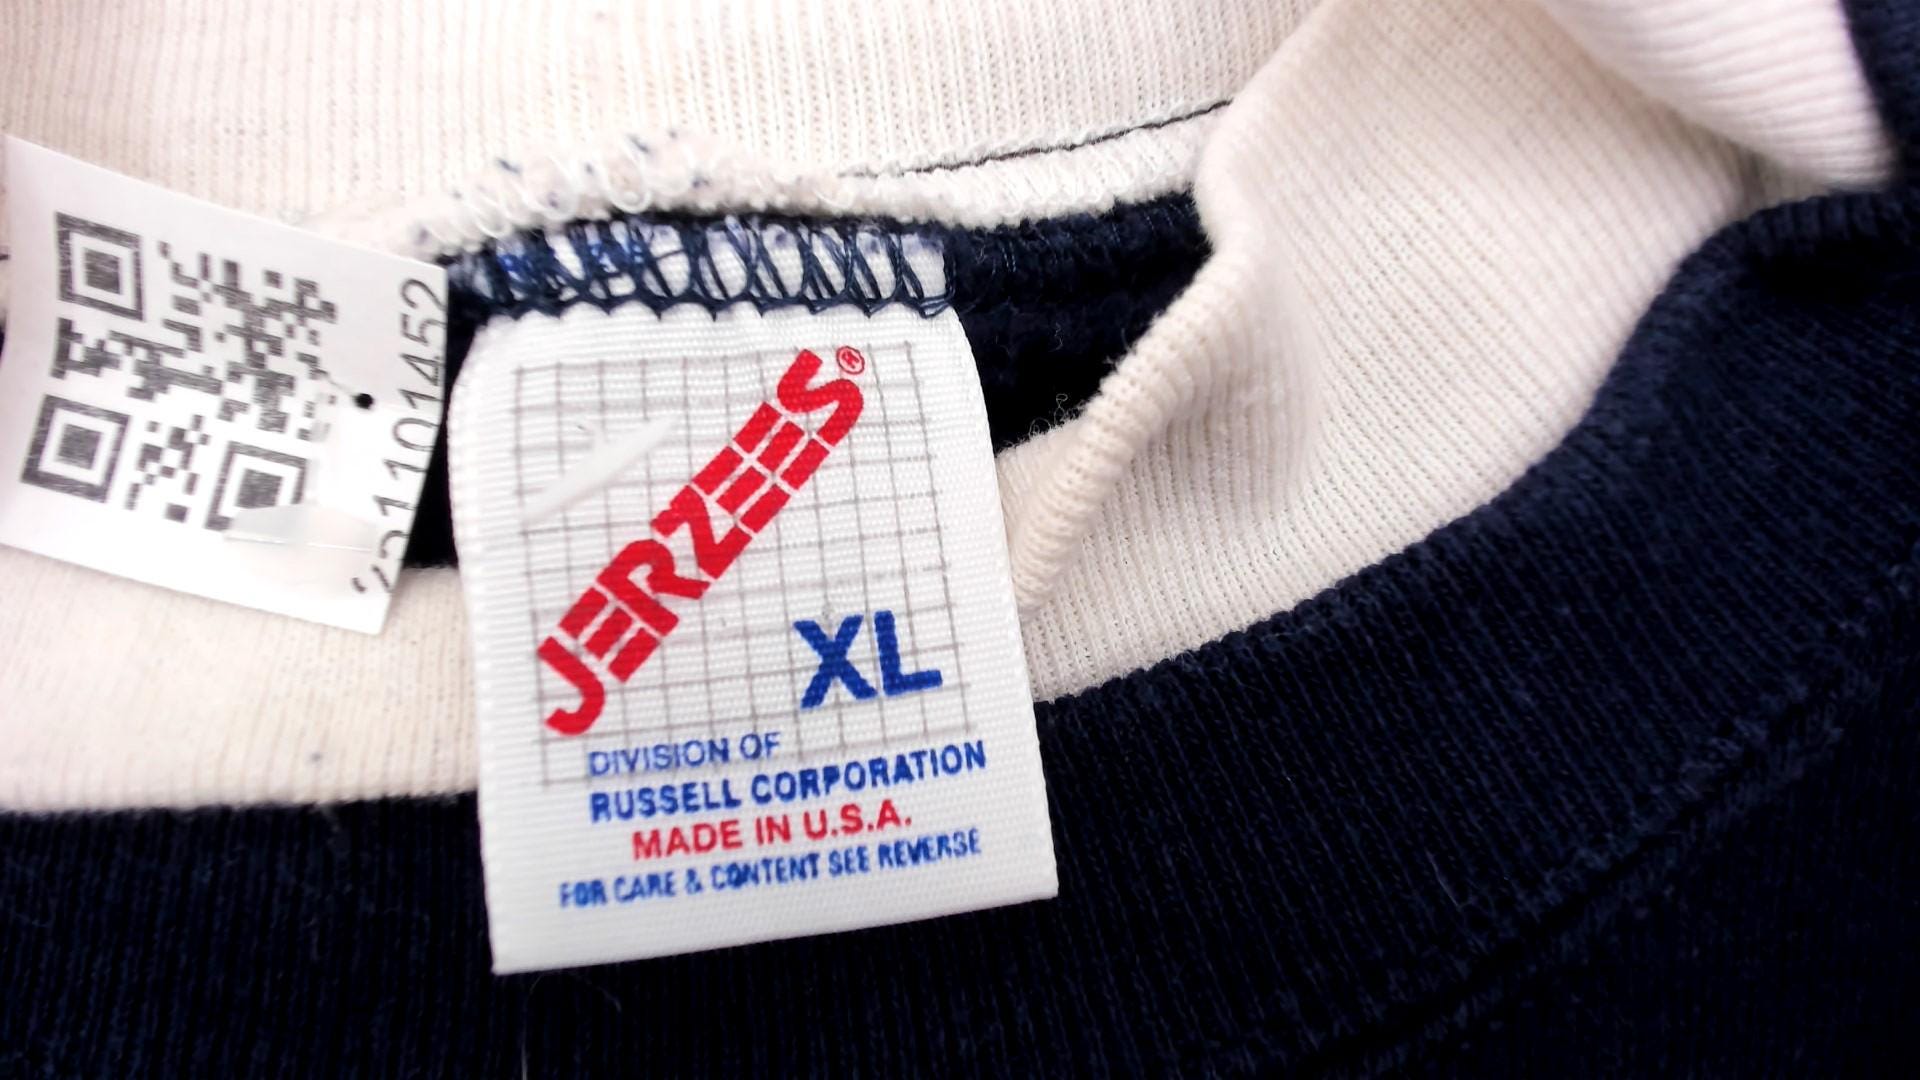 JERZEES®
XL
DIVISION OF
RUSSELL CORPORATION
MADE IN U.S.A.
FOR CARE & CONTENT SEE REVERSE